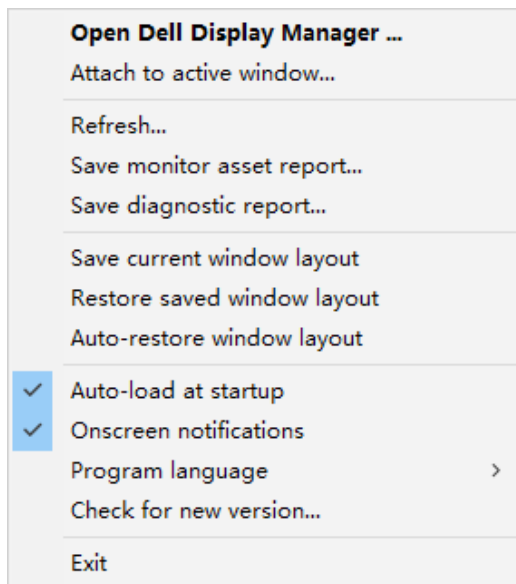 Open Dell Display Manager ...
Attach to active window...
Refresh...
Save monitor asset report...
Save diagnostic report...
Save current window layout
Restore saved window layout
Auto-restore window layout
Auto-load at startup
Onscreen notifications
Program language
Check for new version...
Exit